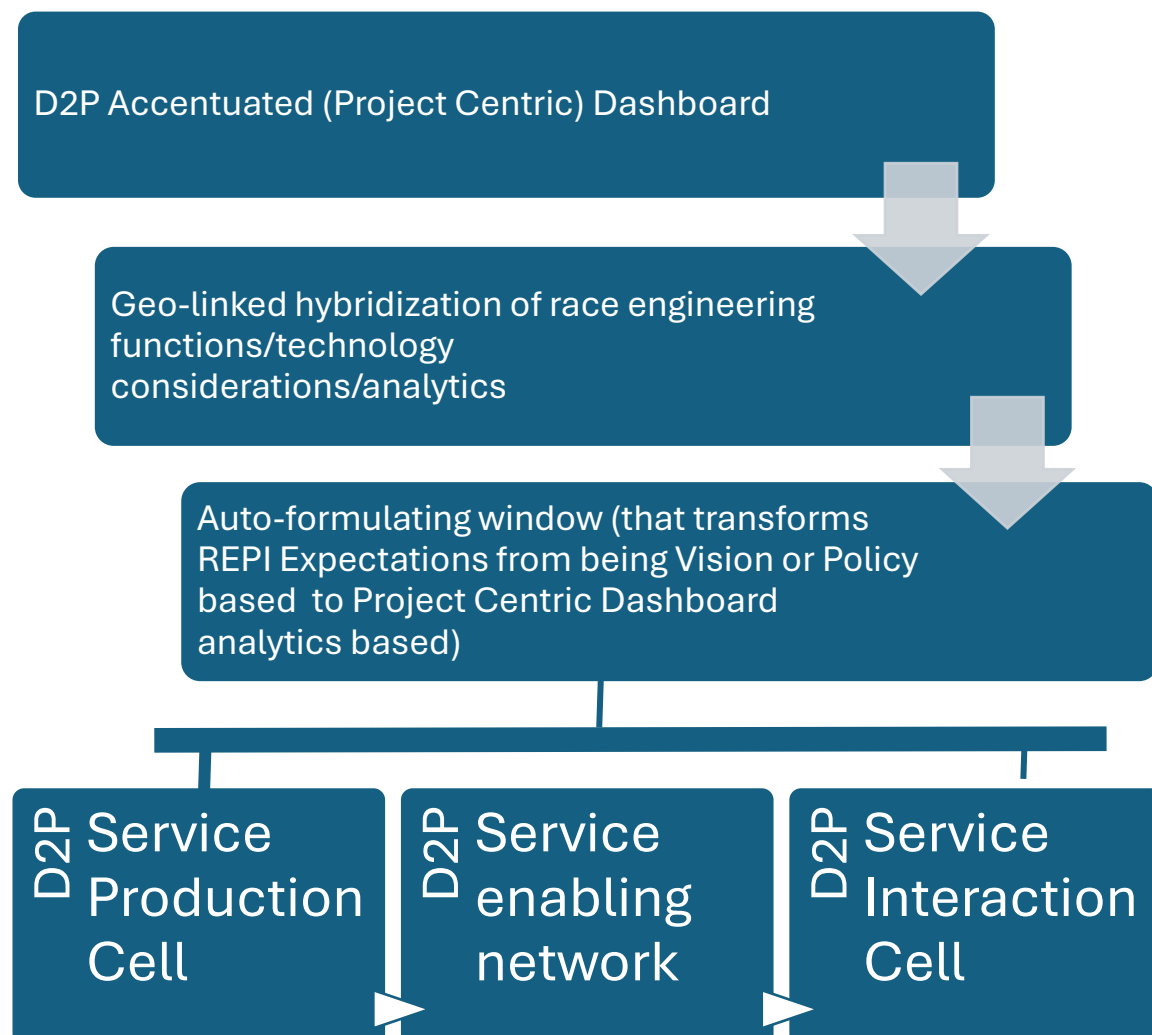 D2P Accentuated (Project Centric) Dashboard
Geo-linked hybridization of race engineering
functions/technology
considerations/analytics
Auto-formulating window (that transforms
REPI Expectations from being Vision or Policy
based  to Project Centric Dashboard
analytics based)
D2P
Service
Production
Cell
D2P
Service
enabling
network
D2P
Service
Interaction
Cell